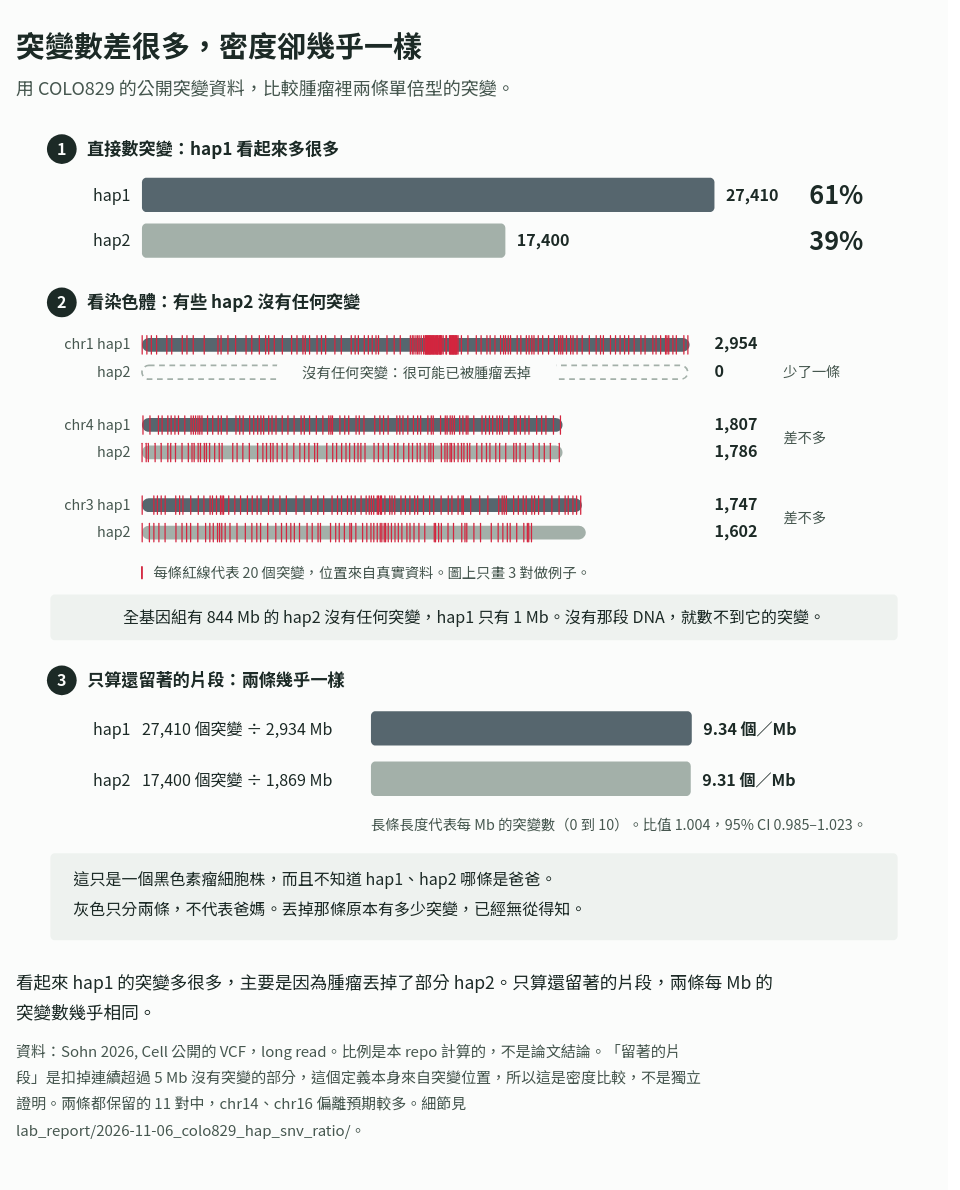 突變數差很多，密度卻幾乎一樣
用 COLO829 的公開突變資料，比較腫瘤裡兩條單倍型的突變。
1 直接數突變：hap1 看起來多很多
hap1 27,410 61%
hap2 17,400 39%
2 看染色體：有些 hap2 沒有任何突變
chr1 hap1 2,954
hap2 沒有任何突變：很可能已被腫瘤丟掉 0 少了一條
chr4 hap1 1,807
差不多
hap2 1,786
chr3 hap1 1,747
差不多
hap2 1,602
每條紅線代表 20 個突變，位置來自真實資料。圖上只畫 3 對做例子。
全基因組有 844 Mb 的 hap2 沒有任何突變，hap1 只有 1 Mb。沒有那段 DNA，就數不到它的突變。
3 只算還留著的片段：兩條幾乎一樣
hap1 27,410 個突變 ÷ 2,934 Mb 9.34 個／Mb
hap2 17,400 個突變 ÷ 1,869 Mb 9.31 個／Mb
長條長度代表每 Mb 的突變數（0 到 10）。比值 1.004，95% CI 0.985–1.023。
這只是一個黑色素瘤細胞株，而且不知道 hap1、hap2 哪條是爸爸。
灰色只分兩條，不代表爸媽。丟掉那條原本有多少突變，已經無從得知。
看起來 hap1 的突變多很多，主要是因為腫瘤丟掉了部分 hap2。只算還留著的片段，兩條每 Mb 的
突變數幾乎相同。
資料：Sohn 2026, Cell 公開的 VCF，long read。比例是本 repo 計算的，不是論文結論。「留著的片
段」是扣掉連續超過 5 Mb 沒有突變的部分，這個定義本身來自突變位置，所以這是密度比較，不是獨立
證明。兩條都保留的 11 對中，chr14、chr16 偏離預期較多。細節見
lab_report/2026-11-06_colo829_hap_snv_ratio/。